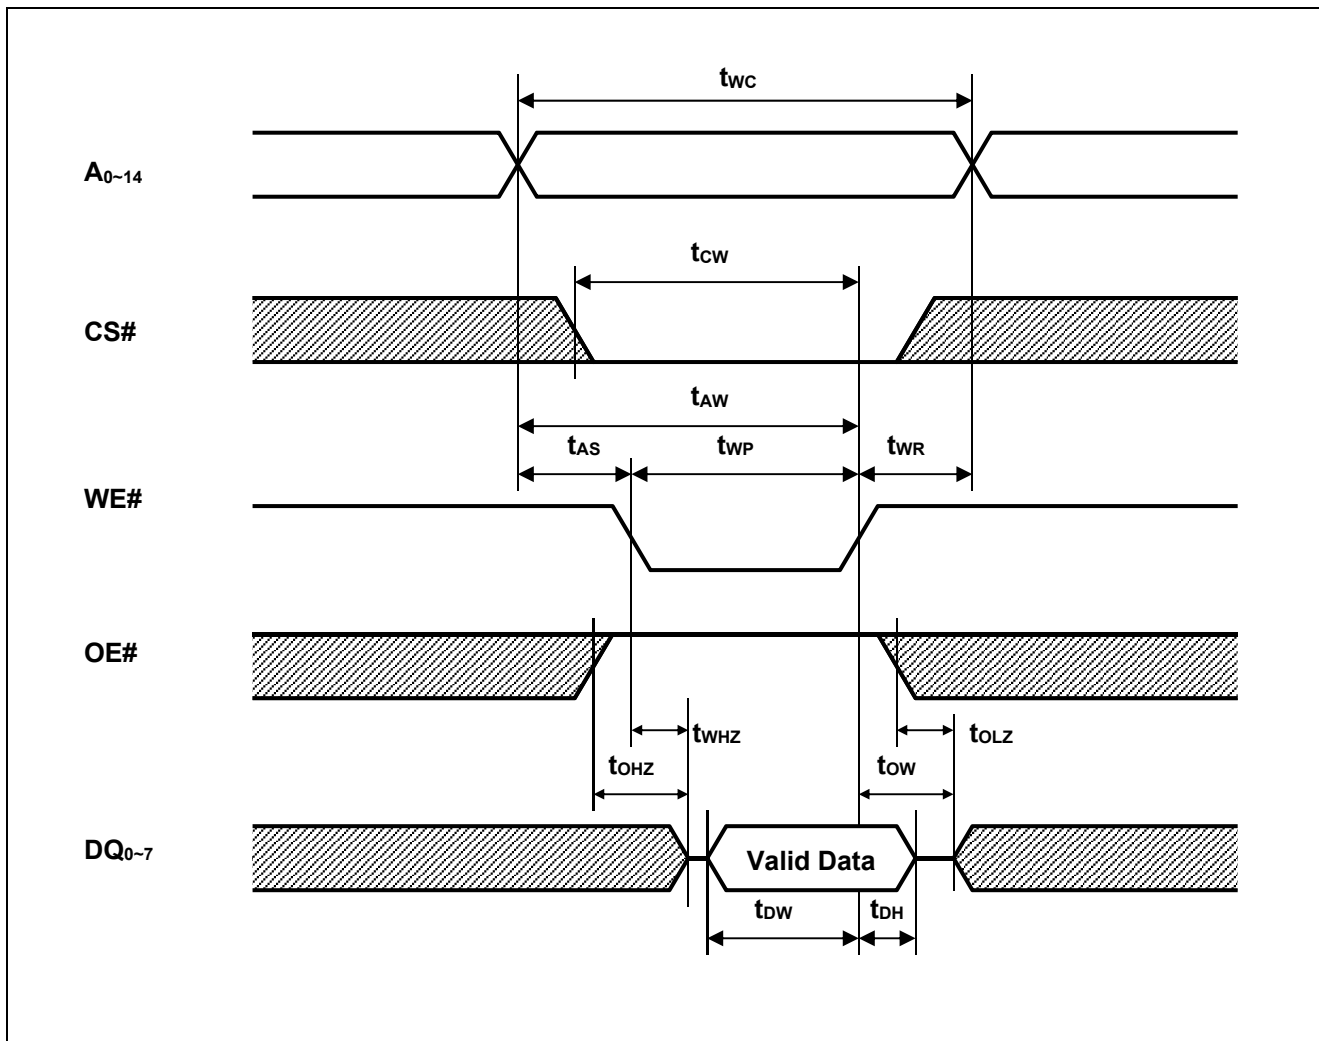 tWC
A0~14
tCW
CS#
tAW
tAS tWP tWR
WE#
OE#
tWHZ tOLZ
tOHZ tOW
DQ0~7 Valid Data
tDW tDH